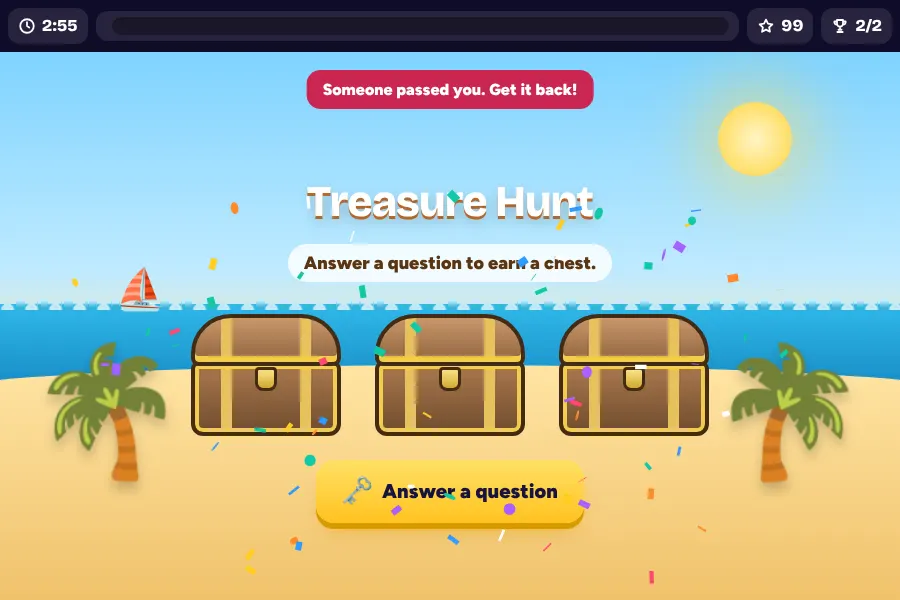 2:55
99
2/2
Someone passed you. Get it back!
Treasure Hunt
Answer a question to earn a chest.
Answer a question